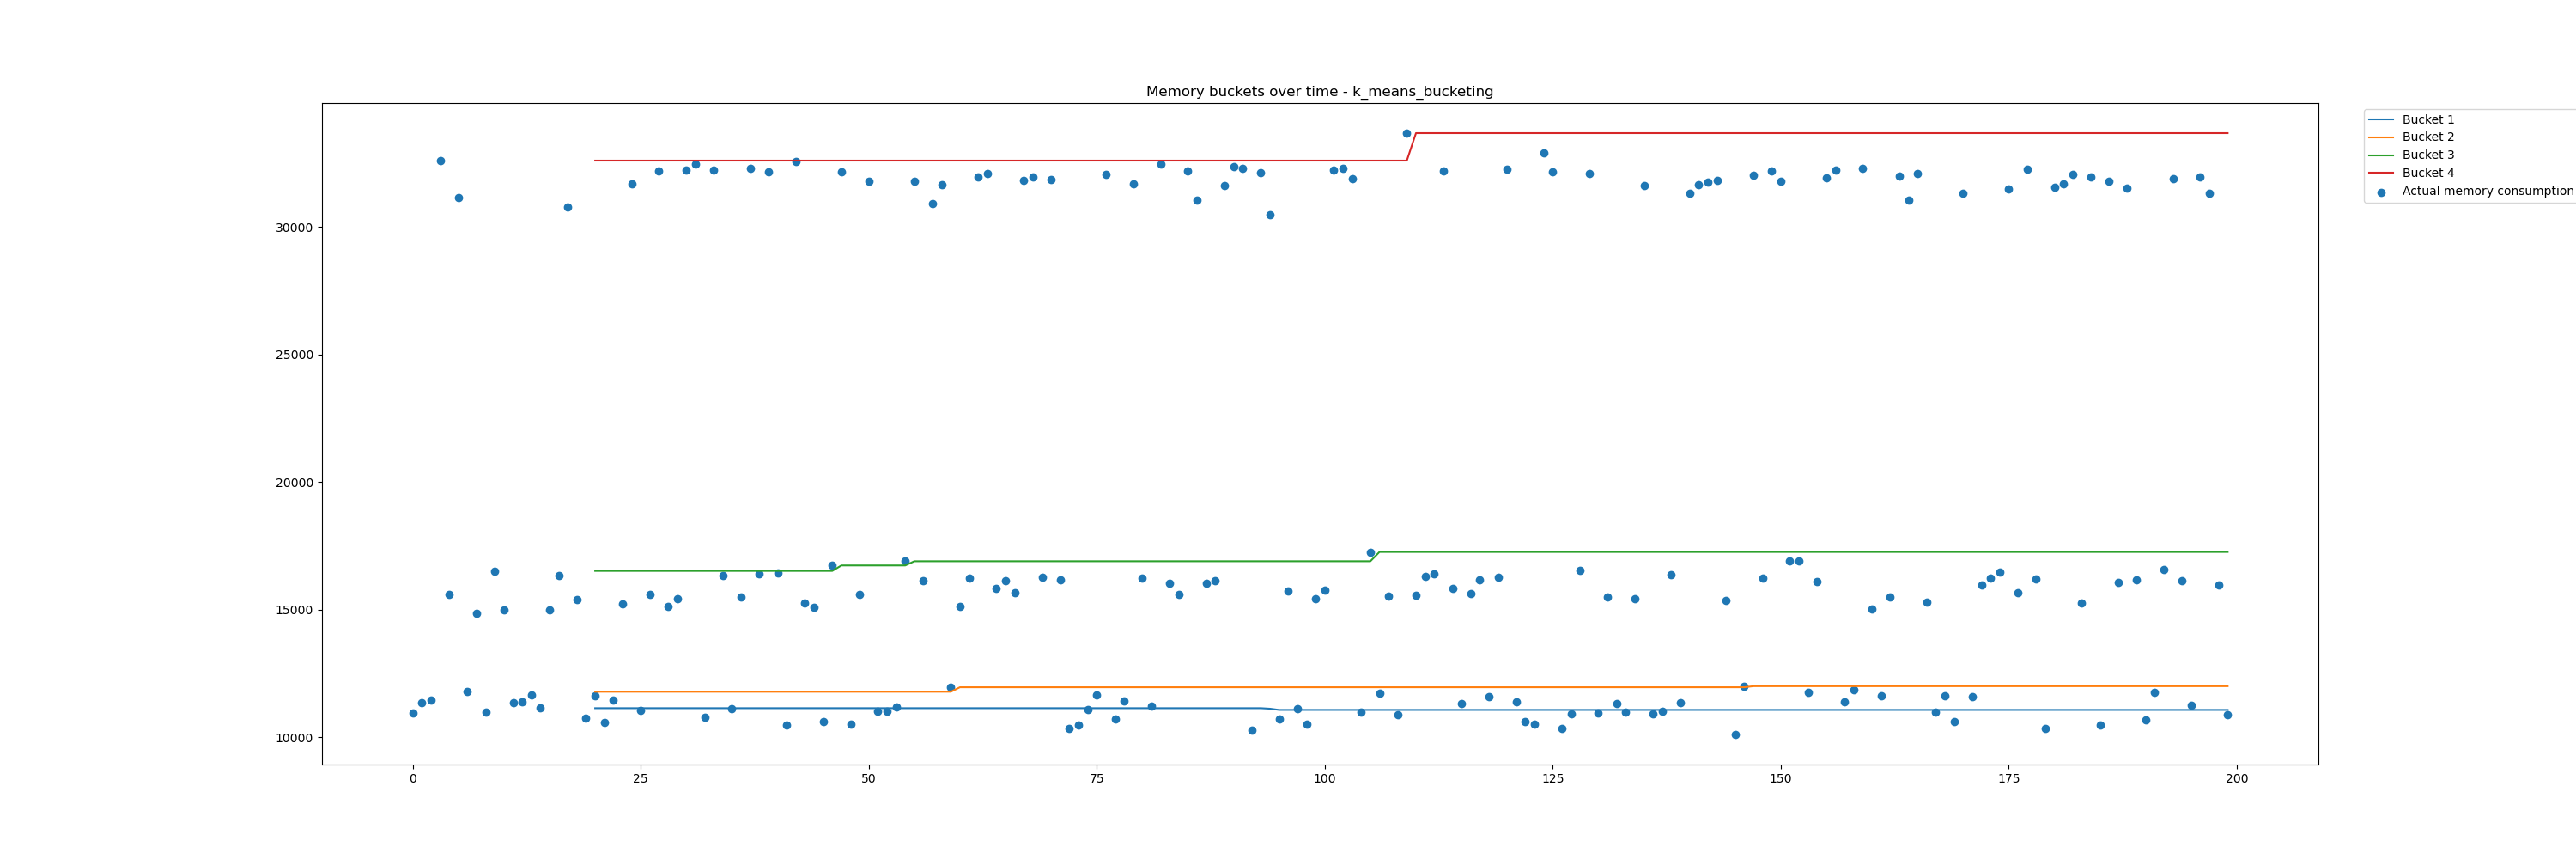 Memory buckets over time - k_means_bucketing
Bucket 1
Bucket 2
Bucket 3
Bucket 4
Actual memory consumption
30000
25000
20000
15000
10000
0 25 50 75 100 125 150 175 200